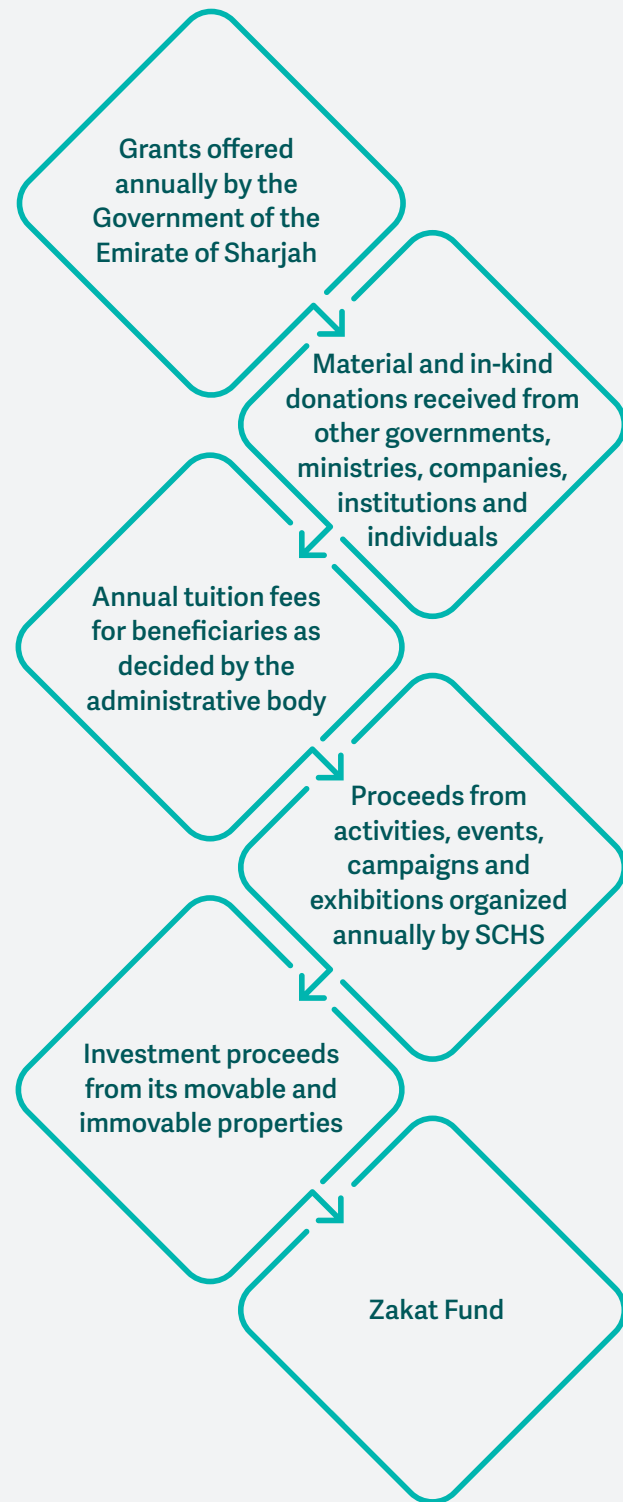 Grants offered
annually by the
Government of the
Emirate of Sharjah
Material and in-kind
donations received from
other governments,
ministries, companies,
institutions and
individuals
Annual tuition fees
for beneficiaries as
decided by the
administrative body
Proceeds from
activities, events,
campaigns and
exhibitions organized
annually by SCHS
Investment proceeds
from its movable and
immovable properties
Zakat Fund